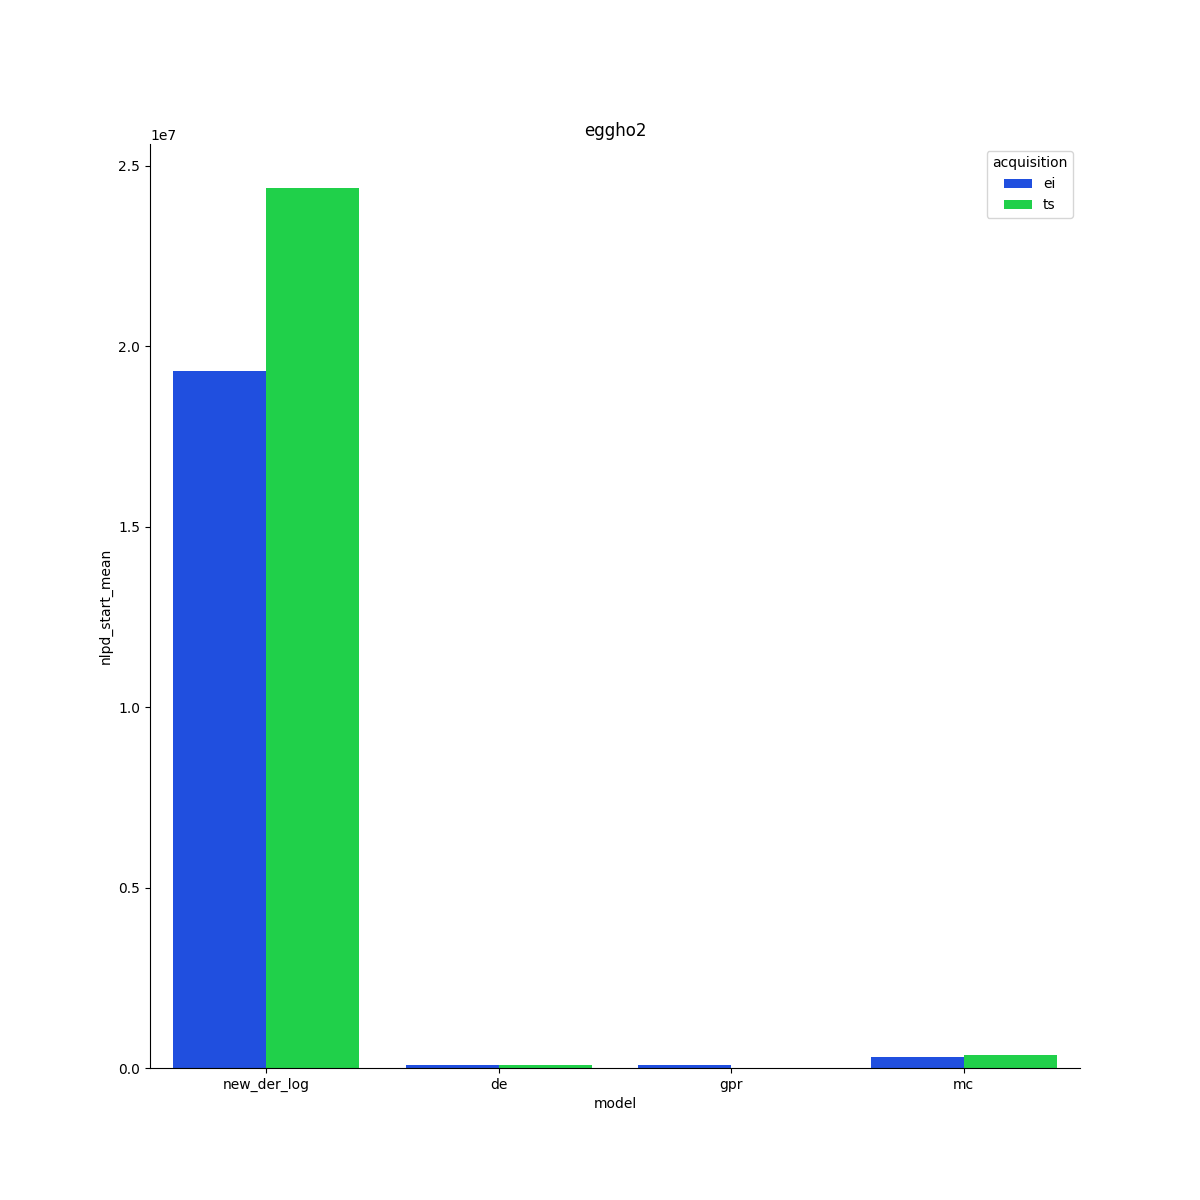 eggho2
1e7
acquisition
ei
ts
2.5
2.0
1.5
1.0
0.5
0.0
nlpd_start_mean
new_der_log de gpr mc
model